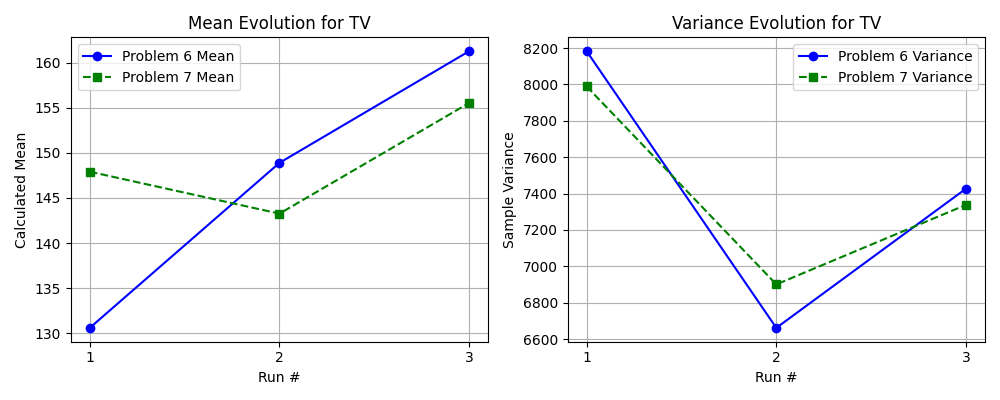 Mean Evolution for TV
Problem 6 Mean
Problem 7 Mean
Calculated Mean
160
155
150
145
140
135
130
1 2 3
Run #
Variance Evolution for TV
Problem 6 Variance
Problem 7 Variance
Sample Variance
8200
8000
7800
7600
7400
7200
7000
6800
6600
1 2 3
Run #